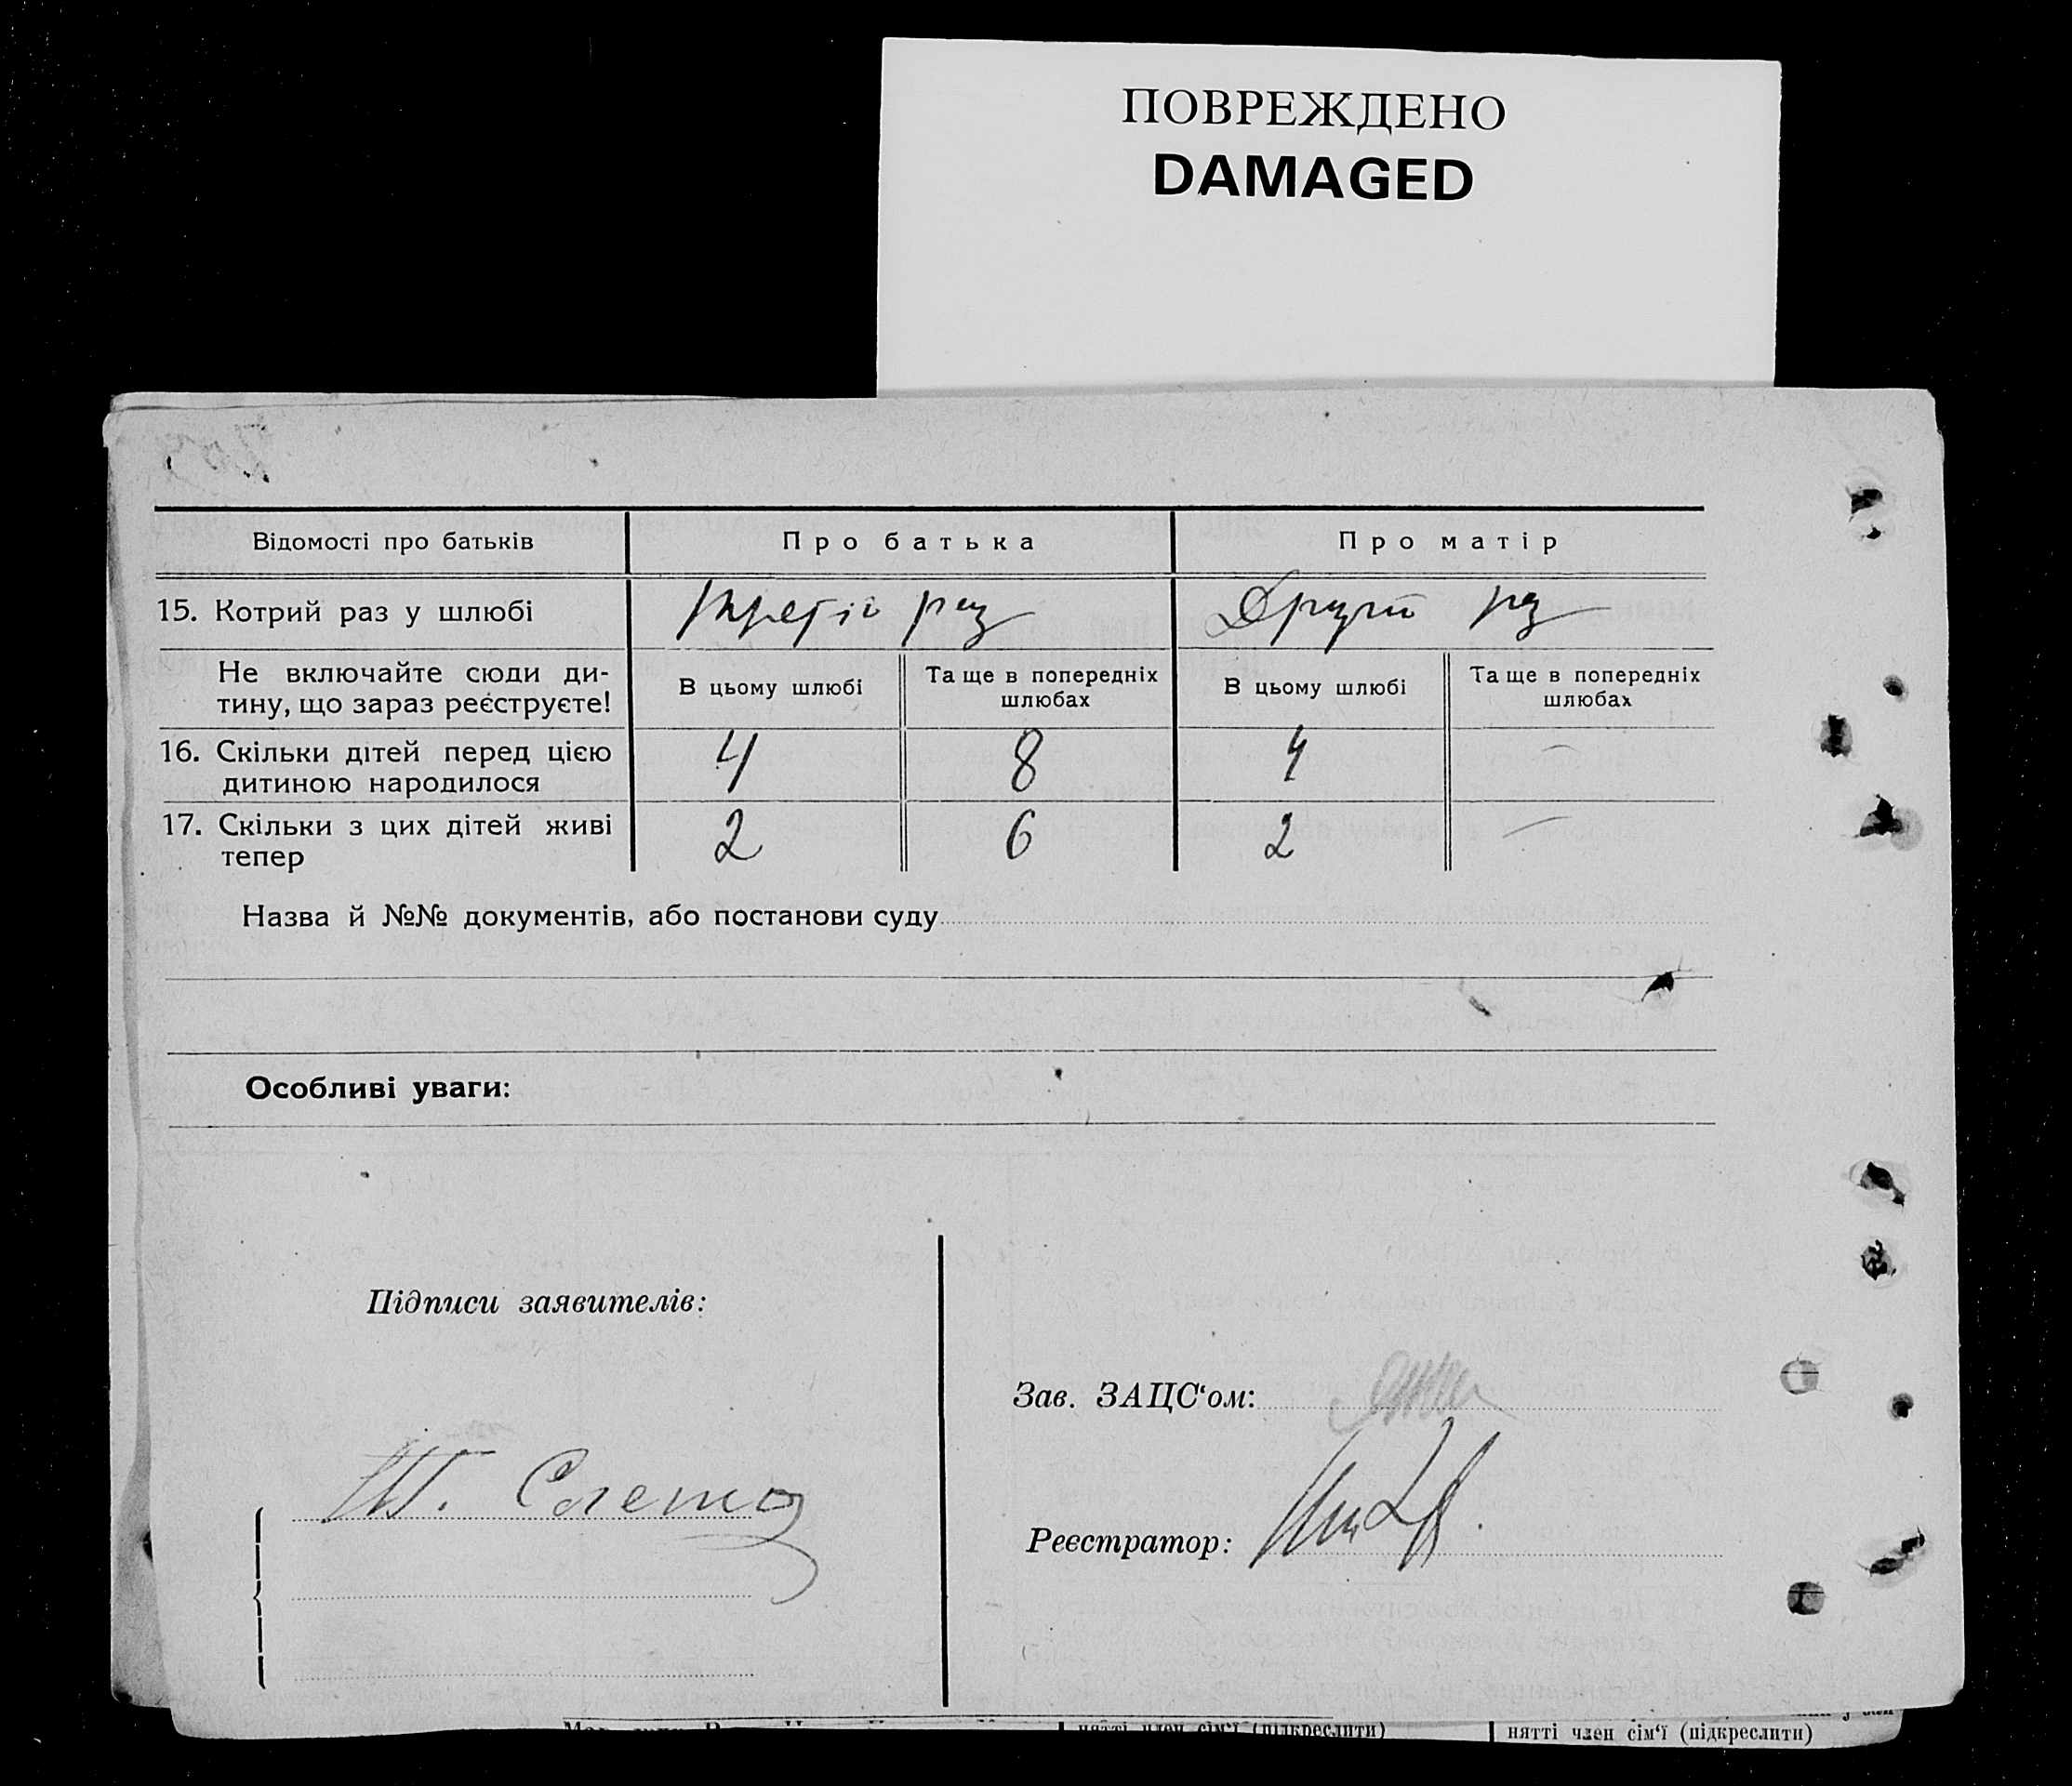 ПОВРЕЖДЕНО
DAMAGED
Відомості про батьків
Про батька
Про матір
15. Котрий раз у шлюбі
третій раз
Другий раз
Не включайте сюди ди-
тину, що зараз реєструєте!
В цьому шлюбі
Та ще в попередніх
шлюбах
В цьому шлюбі
Та ще в попередніх
шлюбах
16. Скільки дітей перед цією
дитиною народилося
4
8
4
—
17. Скільки з цих дітей живі
тепер
2
6
2
—
Назва й №№ документів, або постанови суду
Особливі уваги:
Підписи заявителів:
Зав. ЗАЦС‘ом:
Реєстратор:
нятті член сім‘ї (підкреслити)
нятті член сім‘ї (підкреслити)